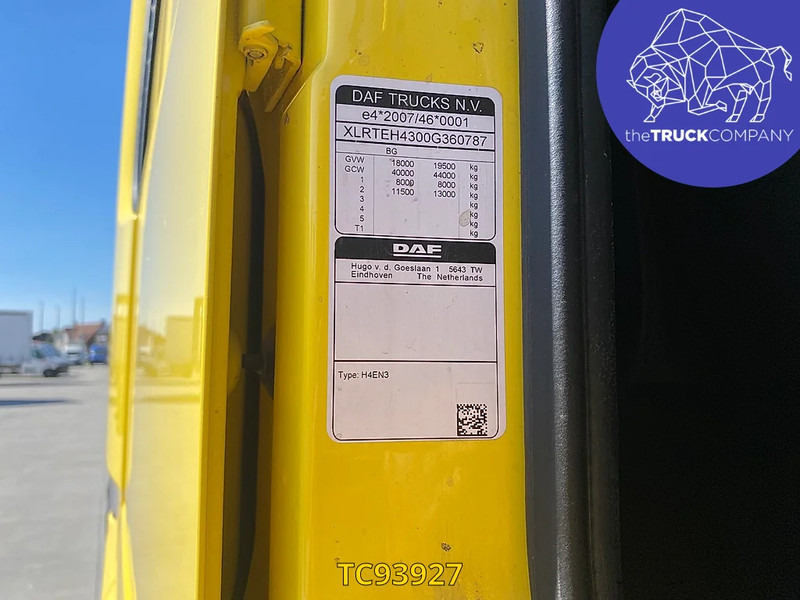 theTRUCKCOMPANY
DAF TRUCKS N.V.
e4*2007/46*0001
XLRTEH4300G360787
BG
GVW 18000 19500 kg
GCW 40000 44000 kg
1 8000 8000 kg
2 11500 13000 kg
3 kg
4 kg
5 kg
T1 kg
DAF
Hugo v. d. Goeslaan 1 5643 TW
Eindhoven The Netherlands
Type: H4EN3
TC93927